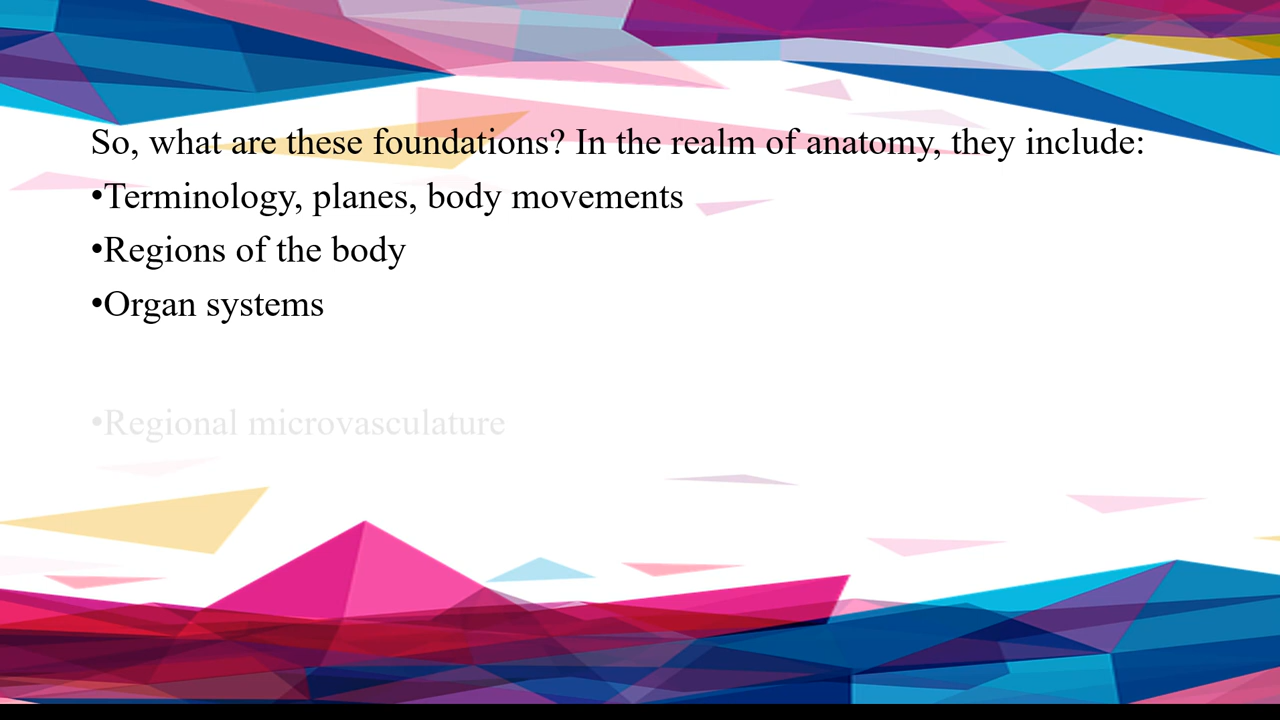 So, what are these foundations? In the realm of anatomy, they include:
•Terminology, planes, body movements
•Regions of the body
•Organ systems
•Regional microvasculature